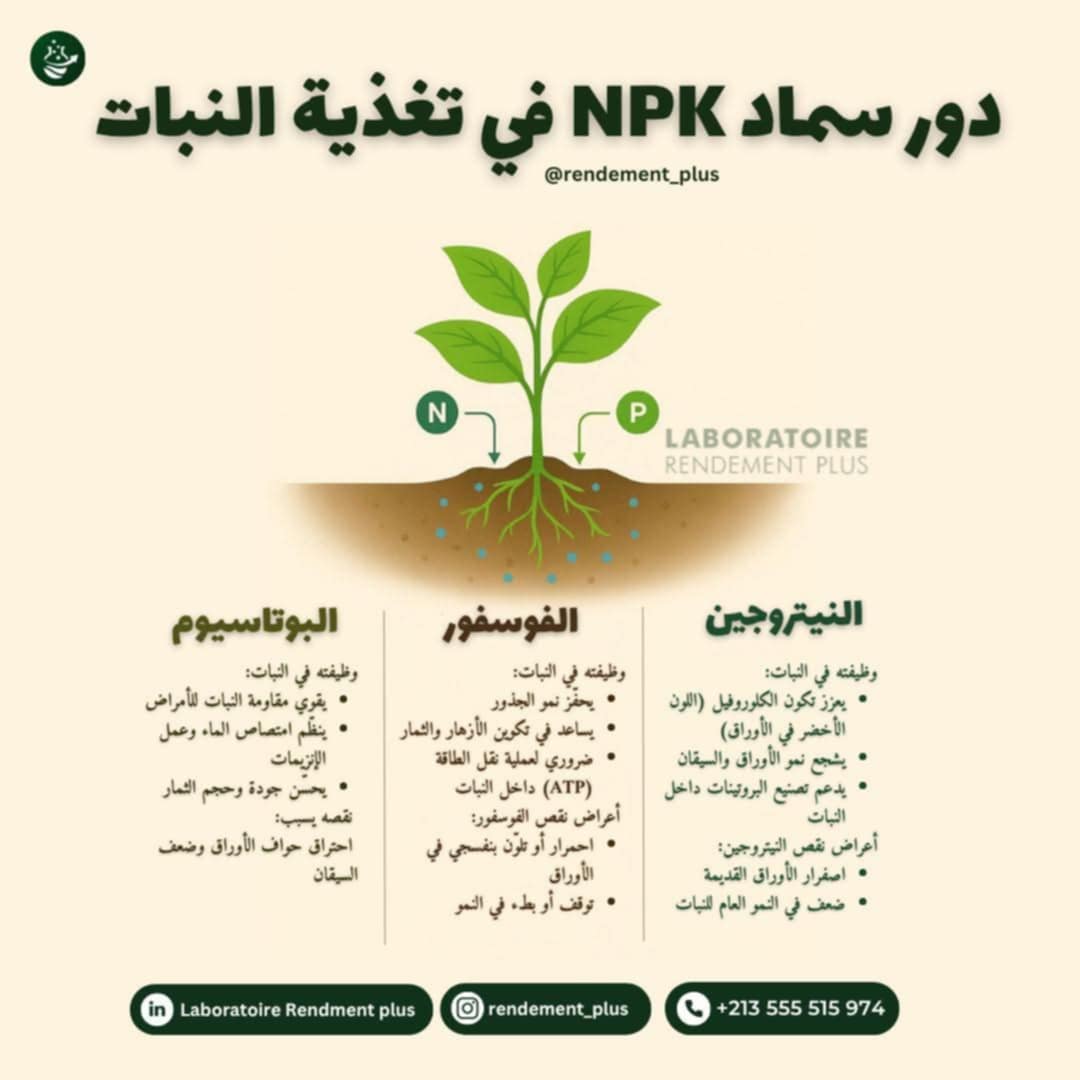 دور سماد NPK في تغذية النبات
@rendement_plus
N
P
LABORATOIRE
RENDEMENT PLUS
النيتروجين
وظيفته في النبات:
• يعزز تكون الكلوروفيل (اللون
الأخضر في الأوراق)
• يشجع نمو الأوراق والسيقان
• يدعم تصنيع البروتينات داخل
النبات
أعراض نقص النيتروجين:
• اصفرار الأوراق القديمة
• ضعف في النمو العام للنبات
الفوسفور
وظيفته في النبات:
• يحفّز نمو الجذور
• يساعد في تكوين الأزهار والثمار
• ضروري لعملية نقل الطاقة
(ATP) داخل النبات
أعراض نقص الفوسفور:
• احمرار أو تلوّن بنفسجي في
الأوراق
• توقف أو بطء في النمو
البوتاسيوم
وظيفته في النبات:
• يقوي مقاومة النبات للأمراض
• ينظّم امتصاص الماء وعمل
الإنزيمات
• يحسّن جودة وحجم الثمار
نقصه يسبب:
احتراق حواف الأوراق وضعف
السيقان
in Laboratoire Rendment plus
rendement_plus
+213 555 515 974